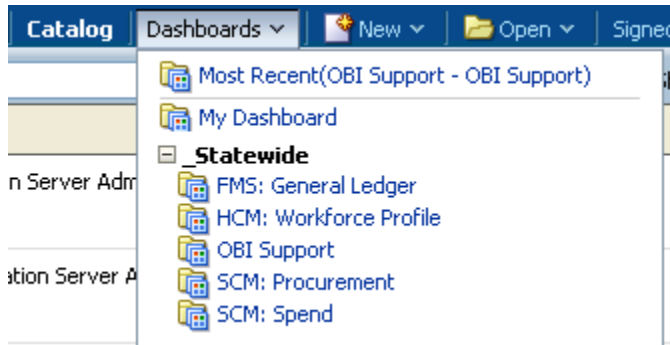 Catalog Dashboards New Open Signed
Most Recent(OBI Support - OBI Support)
My Dashboard
_Statewide
n Server Adm
FMS: General Ledger
HCM: Workforce Profile
OBI Support
ation Server A
SCM: Procurement
SCM: Spend